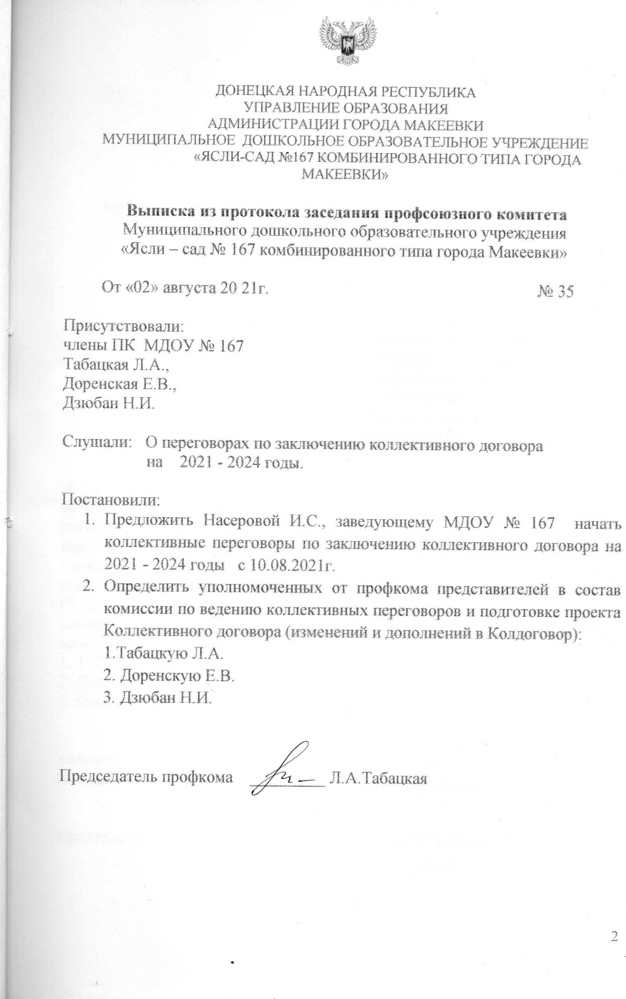 ДОНЕЦКАЯ НАРОДНАЯ РЕСПУБЛИКА
УПРАВЛЕНИЕ ОБРАЗОВАНИЯ
АДМИНИСТРАЦИИ ГОРОДА МАКЕЕВКИ
МУНИЦИПАЛЬНОЕ ДОШКОЛЬНОЕ ОБРАЗОВАТЕЛЬНОЕ УЧРЕЖДЕНИЕ
«ЯСЛИ-САД №167 КОМБИНИРОВАННОГО ТИПА ГОРОДА
МАКЕЕВКИ»
Выписка из протокола заседания профсоюзного комитета
Муниципального дошкольного образовательного учреждения
«Ясли – сад № 167 комбинированного типа города Макеевки»
От «02» августа 20 21г. № 35
Присутствовали:
члены ПК МДОУ № 167
Табацкая Л.А.,
Доренская Е.В.,
Дзюбан Н.И.
Слушали: О переговорах по заключению коллективного договора
на 2021 - 2024 годы.
Постановили:
1. Предложить Насеровой И.С., заведующему МДОУ № 167 начать
коллективные переговоры по заключению коллективного договора на
2021 - 2024 годы с 10.08.2021г.
2. Определить уполномоченных от профкома представителей в состав
комиссии по ведению коллективных переговоров и подготовке проекта
Коллективного договора (изменений и дополнений в Колдоговор):
1.Табацкую Л.А.
2. Доренскую Е.В.
3. Дзюбан Н.И.
Председатель профкома Л.А.Табацкая
2